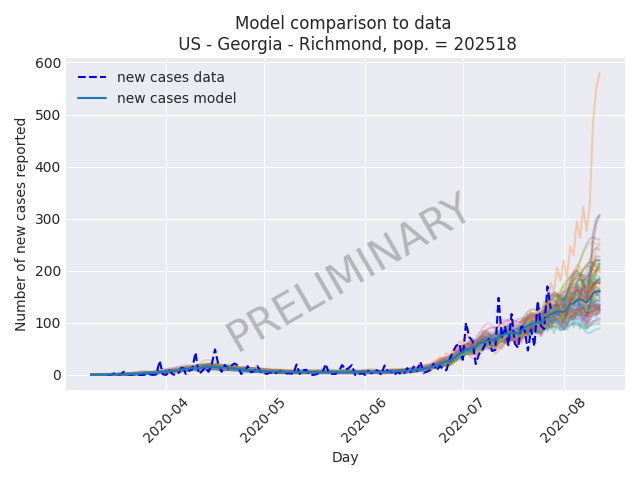 Model comparison to data
US - Georgia - Richmond, pop. = 202518
600
500
400
300
200
100
0
Number of new cases reported
new cases data
new cases model
PRELIMINARY
2020-04
2020-05
2020-06
2020-07
2020-08
Day